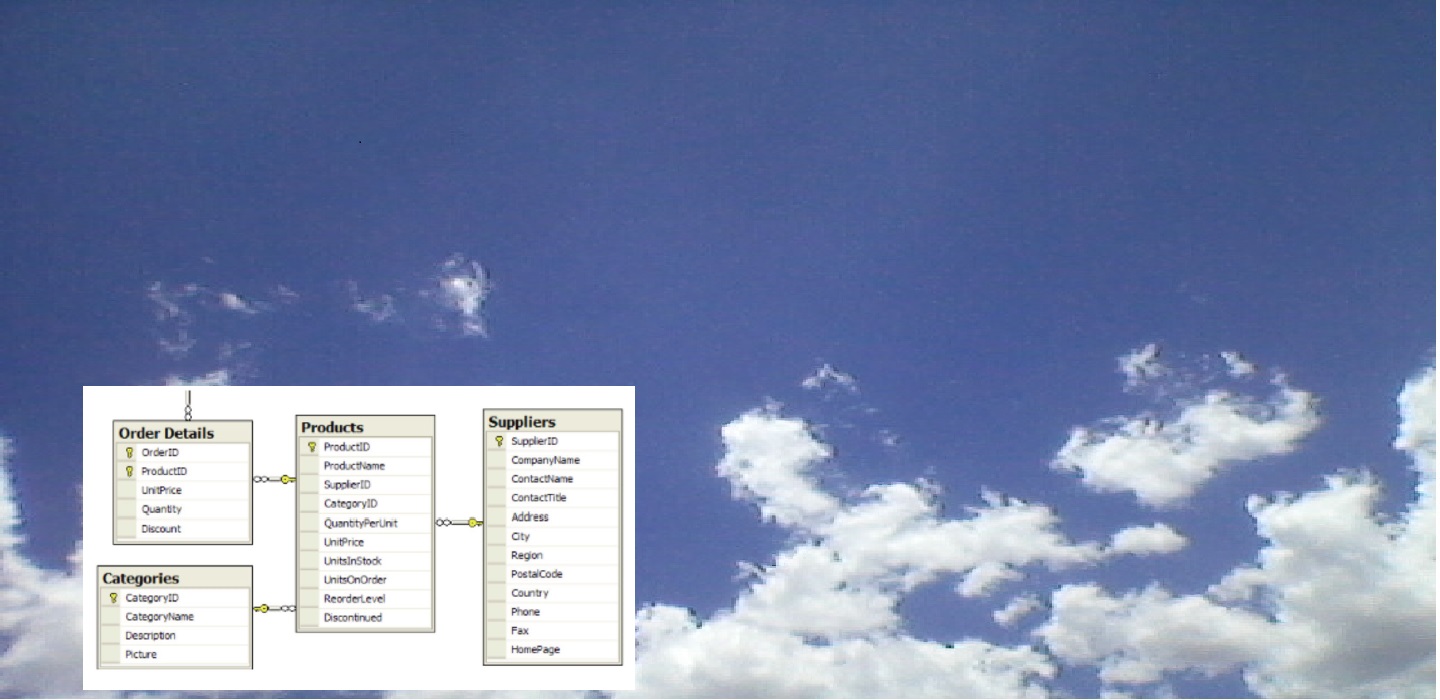 Order Details
OrderID
ProductID
UnitPrice
Quantity
Discount
Categories
CategoryID
CategoryName
Description
Picture
Products
ProductID
ProductName
SupplierID
CategoryID
QuantityPerUnit
UnitPrice
UnitsInStock
UnitsOnOrder
ReorderLevel
Discontinued
Suppliers
SupplierID
CompanyName
ContactName
ContactTitle
Address
City
Region
PostalCode
Country
Phone
Fax
HomePage